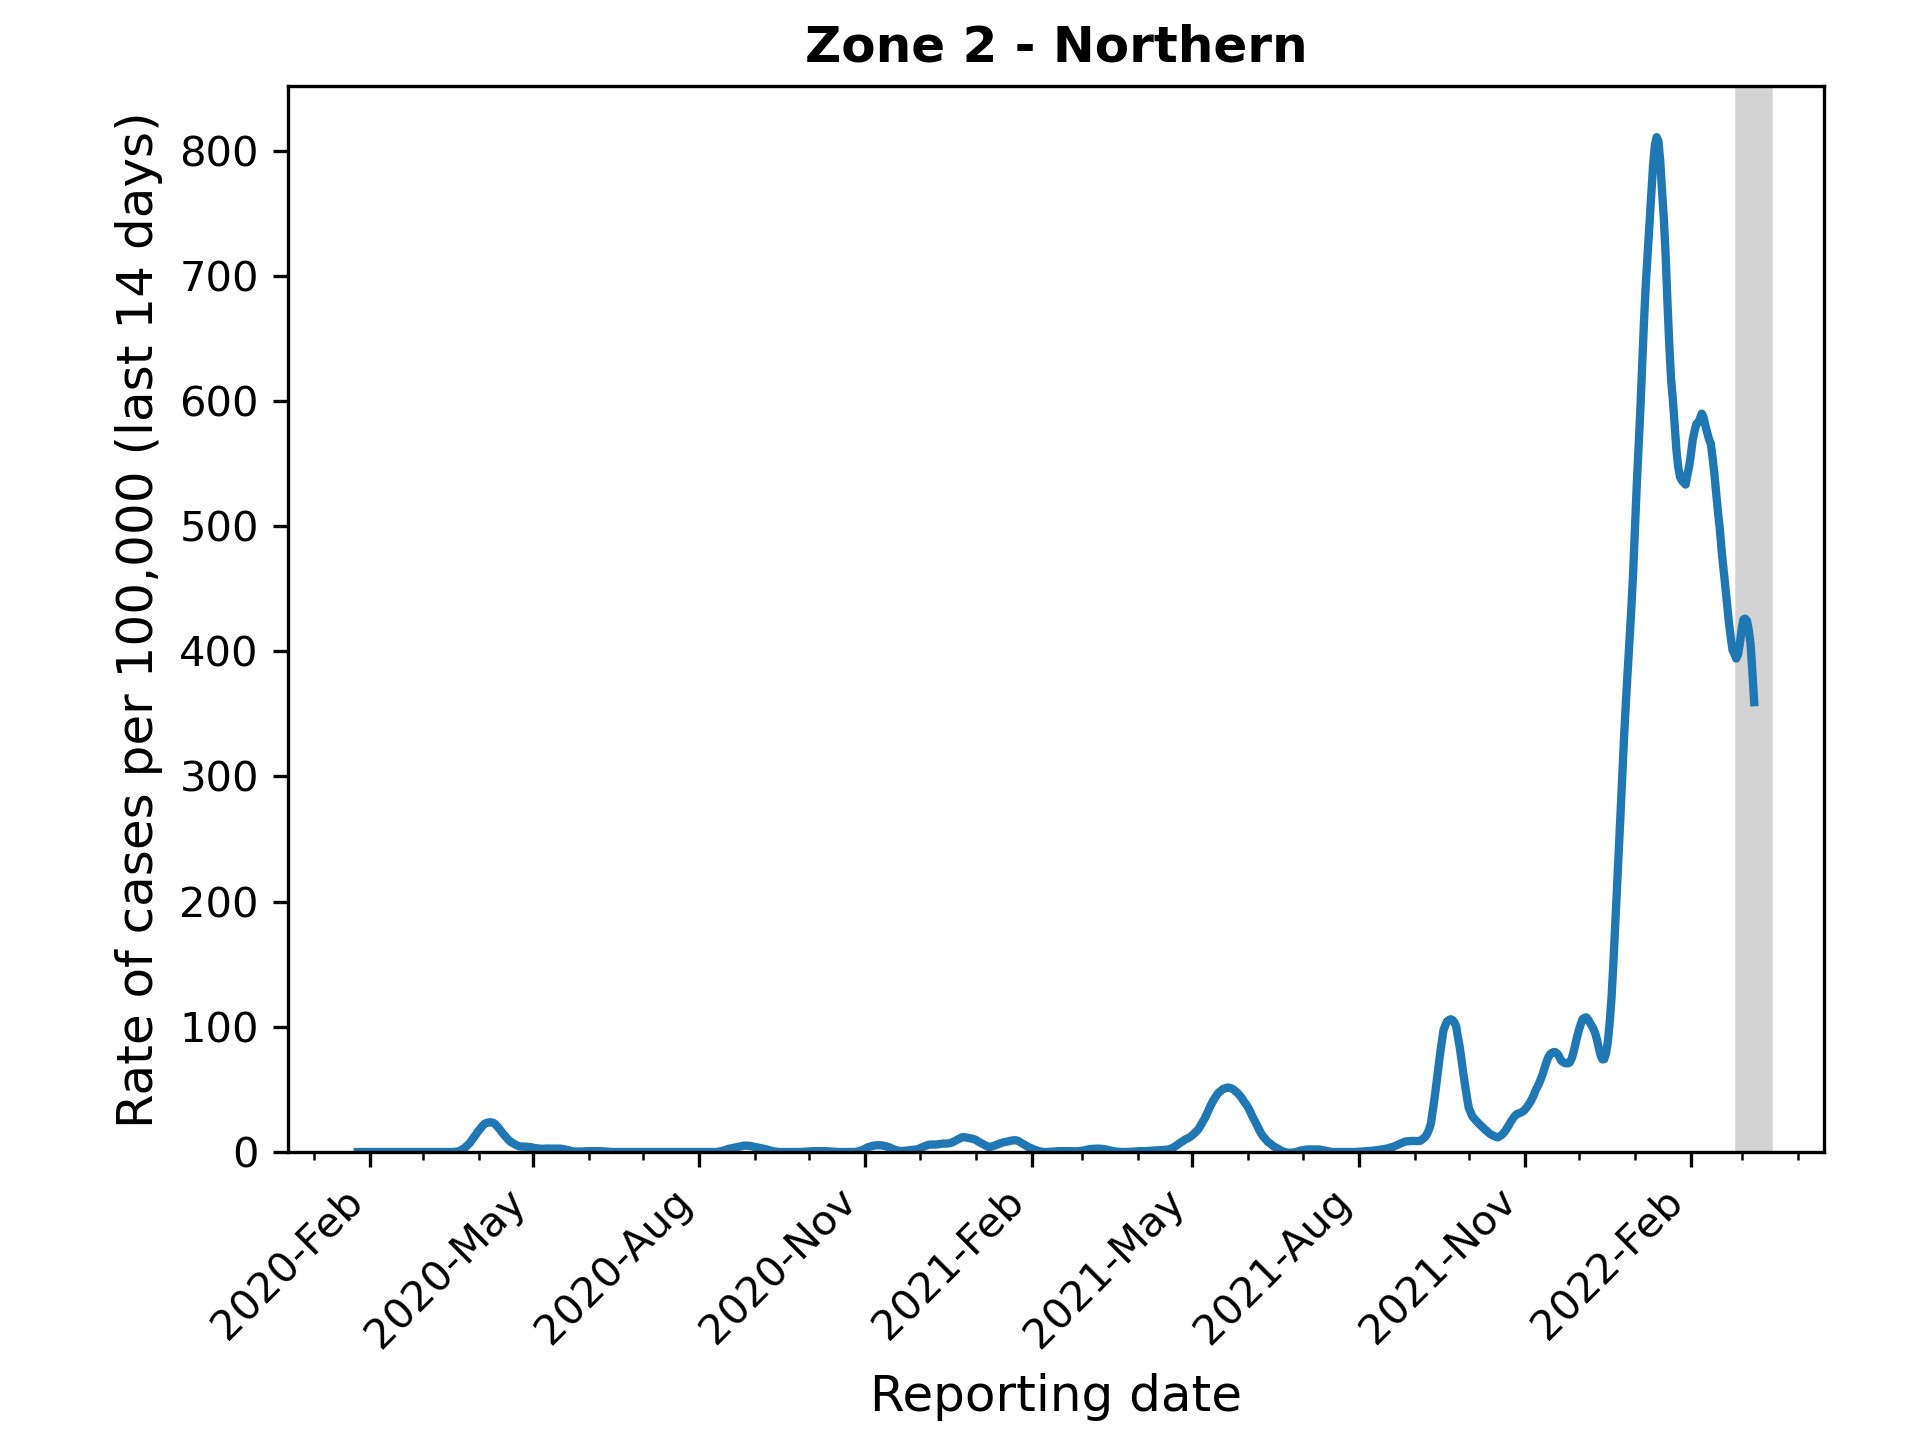 Zone 2 - Northern
Rate of cases per 100,000 (last 14 days)
800
700
600
500
400
300
200
100
0
2020-Feb
2020-May
2020-Aug
2020-Nov
2021-Feb
2021-May
2021-Aug
2021-Nov
2022-Feb
Reporting date